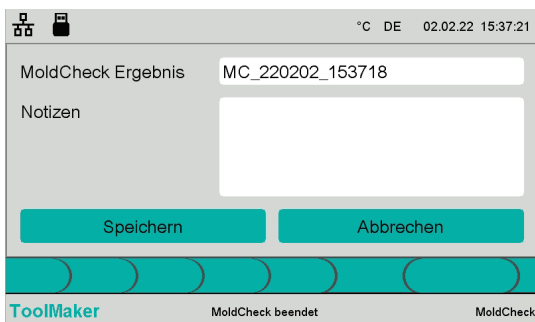 °C DE 02.02.22 15:37:21
MoldCheck Ergebnis MC_220202_153718
Notizen
Speichern Abbrechen
ToolMaker MoldCheck beendet MoldCheck